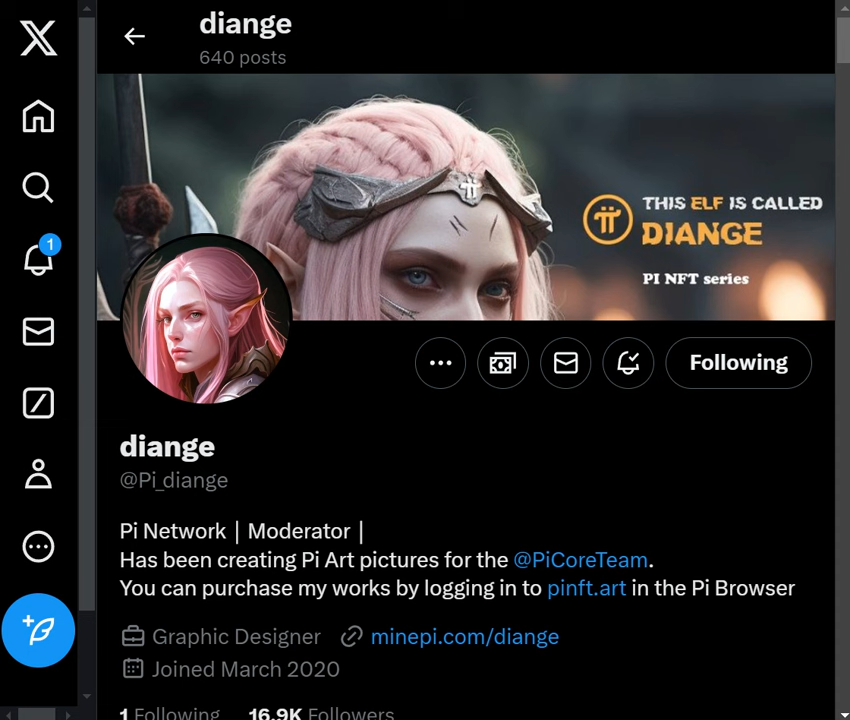 diange
640 posts
THIS ELF IS CALLED
DIANGE
PI NFT series
1
Following
diange
@Pi_diange
Pi Network | Moderator |
Has been creating Pi Art pictures for the @PiCoreTeam.
You can purchase my works by logging in to pinft.art in the Pi Browser
Graphic Designer minepi.com/diange
Joined March 2020
1 Following 16.9K Followers